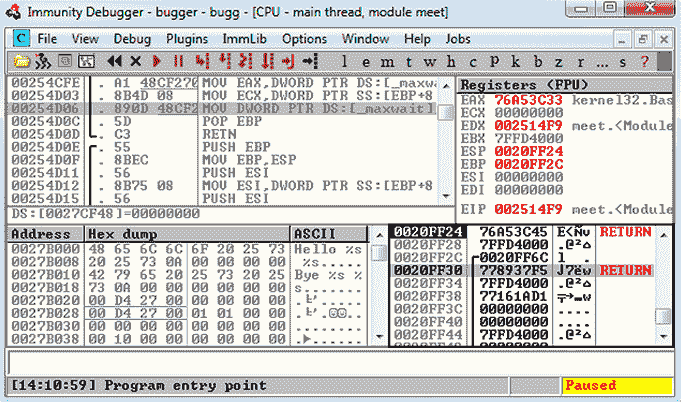 Immunity Debugger - bugger - bugg - [CPU - main thread, module meet]
C File View Debug Plugins ImmLib Options Window Help Jobs
l e m t w h c p k b z r ... s ?
00254CFE . A1 48CF270 MOV EAX,DWORD PTR DS:[_maxwait
00254D03 . 8B4D 08 MOV ECX,DWORD PTR SS:[EBP+8
00254D06 . 890D 48CF2 MOV DWORD PTR DS:[_maxwait]
00254D0C . 5D POP EBP
00254D0D . C3 RETN
00254D0E . 55 PUSH EBP
00254D0F . 8BEC MOV EBP,ESP
00254D11 . 56 PUSH ESI
00254D12 . 8B75 08 MOV ESI,DWORD PTR SS:[EBP+8
00254D15 . 56 PUSH ESI
DS:[0027CF48]=00000000
Registers (FPU)
EAX 76A53C33 kernel32.Bas
ECX 00000000
EDX 002514F9 meet.<Module
EBX 7FFD4000
ESP 0020FF24
EBP 0020FF2C
ESI 00000000
EDI 00000000
EIP 002514F9 meet.<Module
Address Hex dump ASCII
0027B000 48 65 6C 6C 6F 20 25 73 Hello %s
0027B008 20 25 73 0A 00 00 00 00 %s.....
0027B010 42 79 65 20 25 73 20 25 Bye %s %
0027B018 73 0A 00 00 00 00 00 00 s.......
0027B020 00 D4 27 00 00 00 00 00
0027B028 00 D4 27 00 01 01 00 00
0027B030 00 00 00 00 00 00 00 00 ........
0027B038 00 10 00 00 00 00 00 00
0020FF24 76A53C45 E<Ñv RETURN
0020FF28 7FFD4000 .@²⌂
0020FF2C 0020FF6C l .
0020FF30 778937F5 J7ëw RETURN
0020FF34 7FFD4000 .@²⌂
0020FF38 77161AD1
0020FF3C 00000000 ....
0020FF40 00000000 ....
0020FF44 7FFD4000 .@²⌂
[14:10:59] Program entry point
Paused